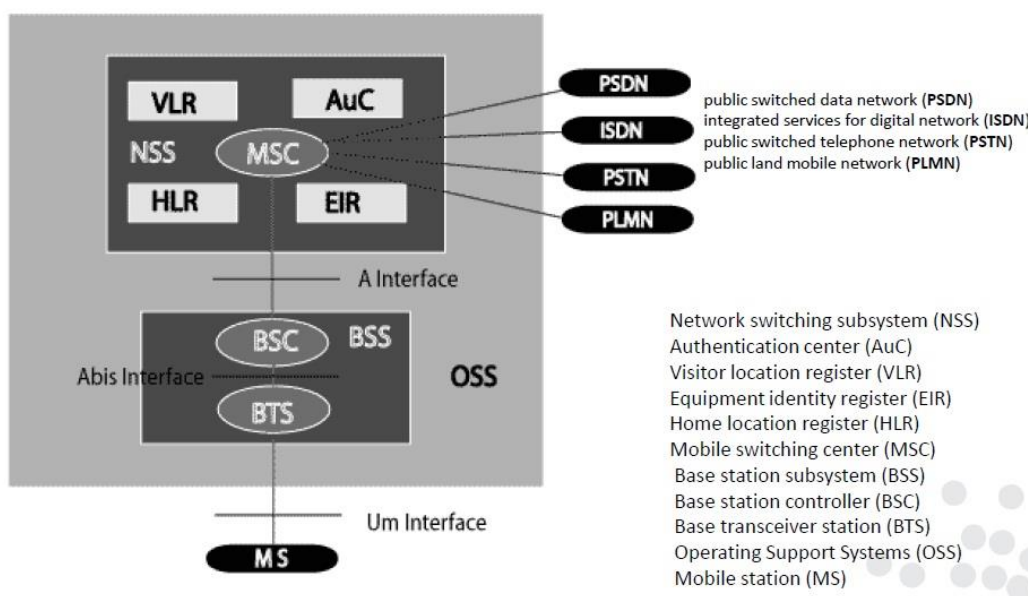 VLR
AuC
NSS
MSC
HLR
EIR
PSDN
ISDN
PSTN
PLMN
public switched data network (PSDN)
integrated services for digital network (ISDN)
public switched telephone network (PSTN)
public land mobile network (PLMN)
A Interface
BSC
BSS
Abis Interface
BTS
OSS
Um Interface
MS
Network switching subsystem (NSS)
Authentication center (AuC)
Visitor location register (VLR)
Equipment identity register (EIR)
Home location register (HLR)
Mobile switching center (MSC)
Base station subsystem (BSS)
Base station controller (BSC)
Base transceiver station (BTS)
Operating Support Systems (OSS)
Mobile station (MS)